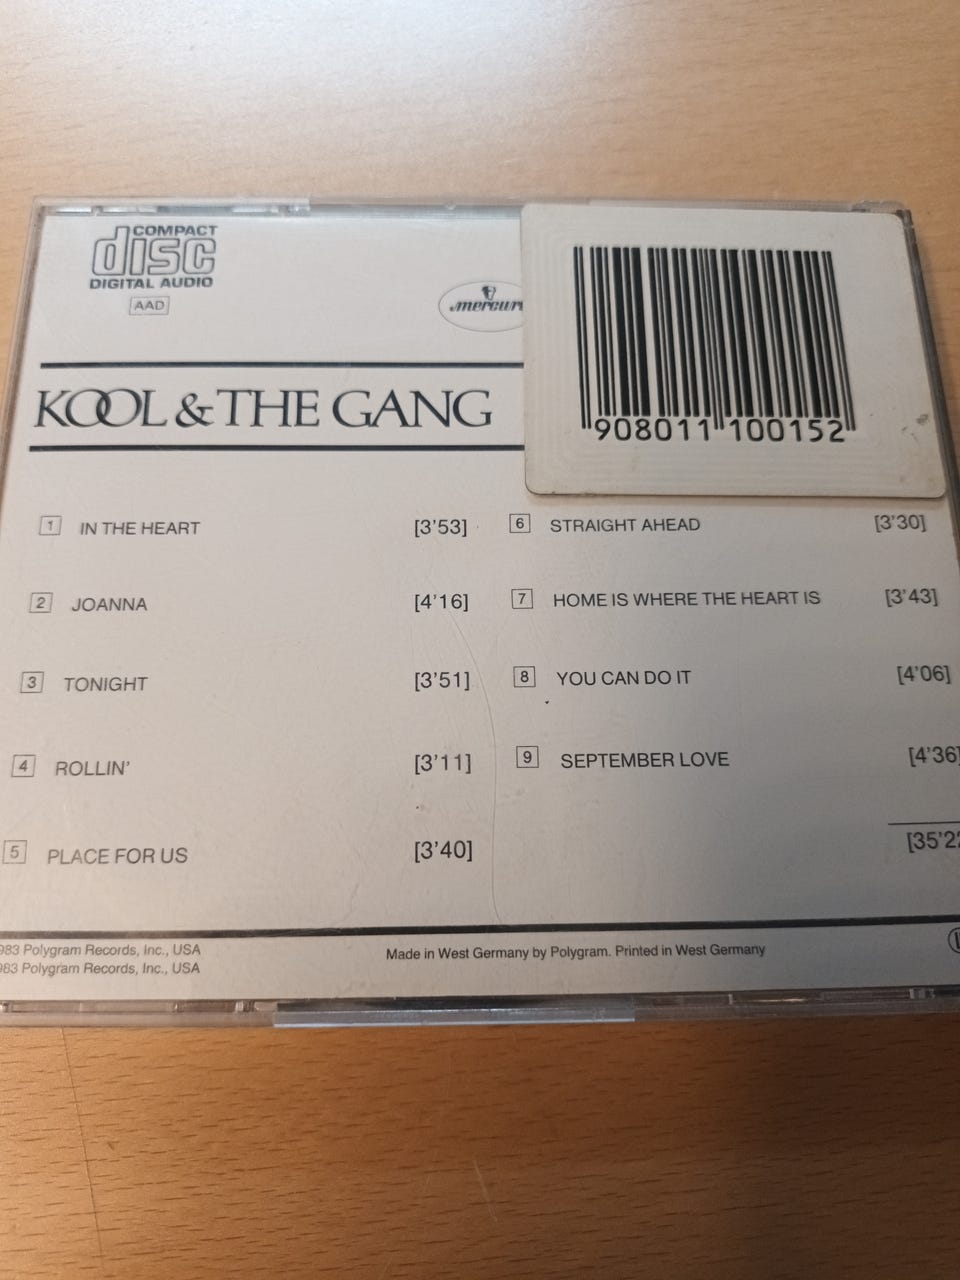 COMPACT
disc
DIGITAL AUDIO
AAD
KOOL & THE GANG
908011 100152
1 IN THE HEART [3'53]
2 JOANNA [4'16]
3 TONIGHT [3'51]
4 ROLLIN' [3'11]
5 PLACE FOR US [3'40]
6 STRAIGHT AHEAD [3'30]
7 HOME IS WHERE THE HEART IS [3'43]
8 YOU CAN DO IT [4'06]
9 SEPTEMBER LOVE [4'36]
[35'22
983 Polygram Records, Inc., USA
983 Polygram Records, Inc., USA
Made in West Germany by Polygram. Printed in West Germany